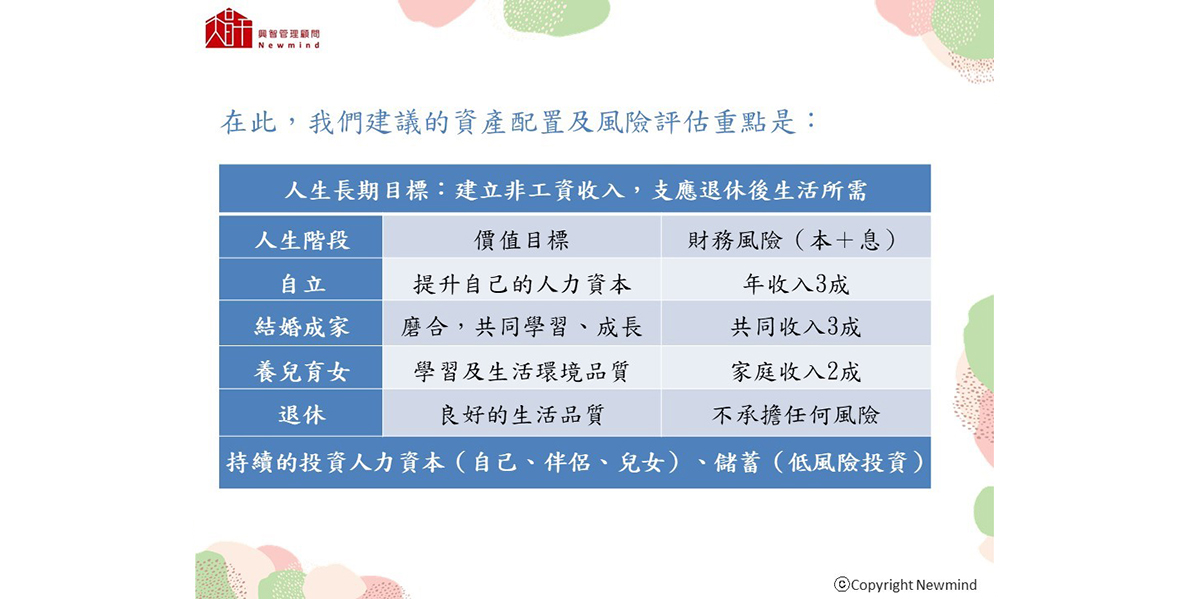 興智管理顧問
Newmind
在此，我們建議的資產配置及風險評估重點是：
人生長期目標：建立非工資收入，支應退休後生活所需
人生階段 價值目標 財務風險（本＋息）
自立 提升自己的人力資本 年收入3成
結婚成家 磨合，共同學習、成長 共同收入3成
養兒育女 學習及生活環境品質 家庭收入2成
退休 良好的生活品質 不承擔任何風險
持續的投資人力資本（自己、伴侶、兒女）、儲蓄（低風險投資）
©Copyright Newmind